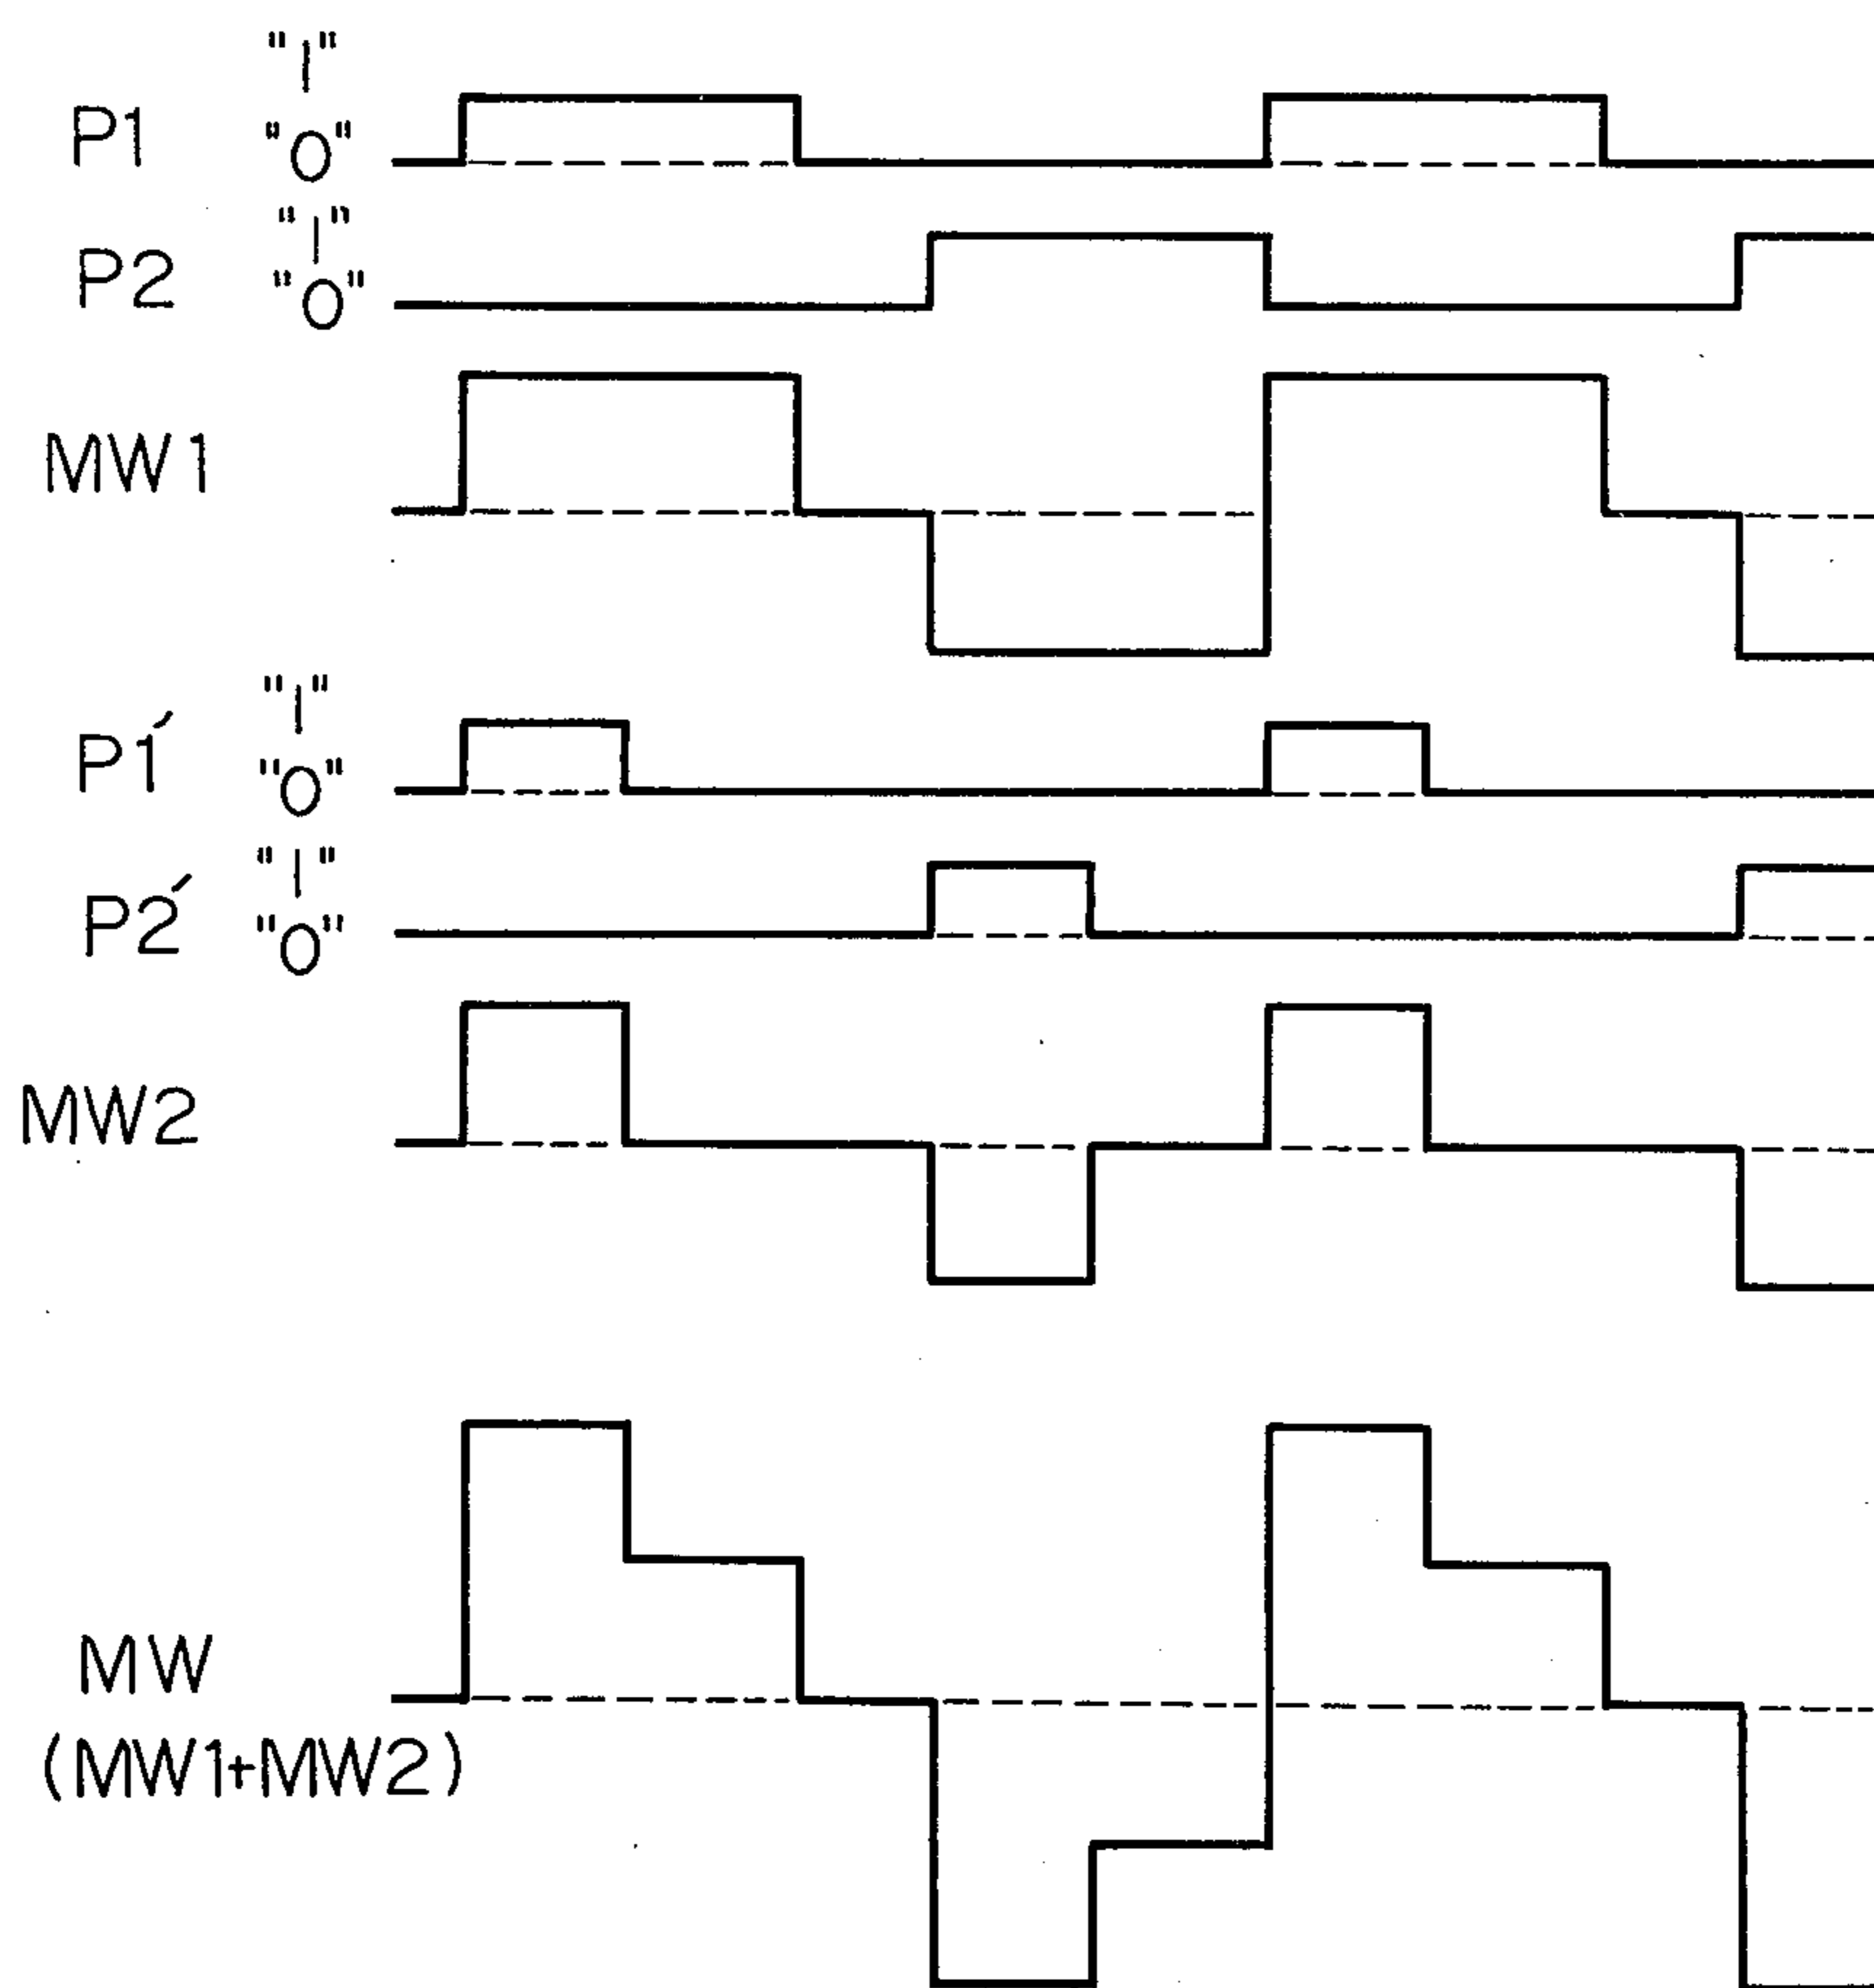 P1 "1"
"0"
P2 "1"
"0"
MW1
P1′ "1"
"0"
P2′ "1"
"0"
MW2
MW
(MW1+MW2)